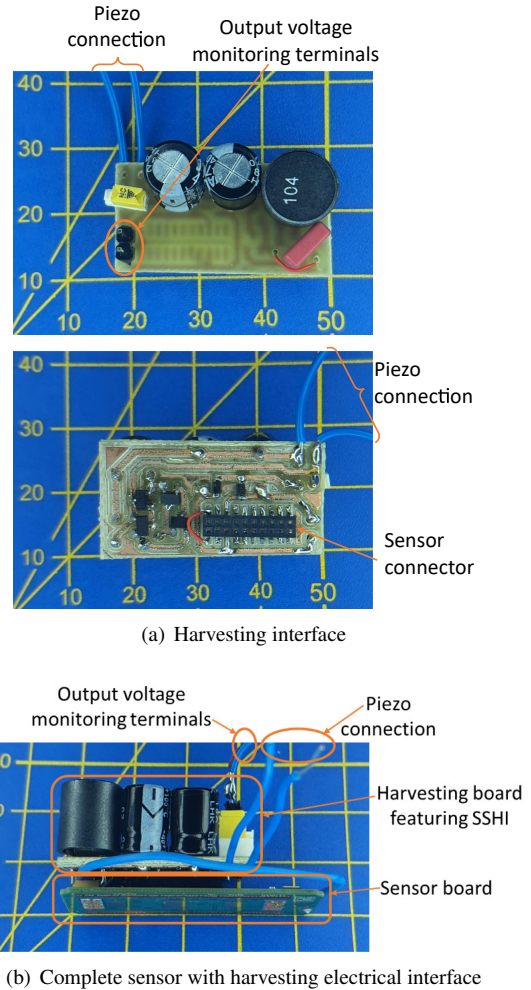 Piezo
connection
Output voltage
monitoring terminals
40
30
20
10
104
10
20
30
40
50
Piezo
connection
40
30
20
10
Sensor
connector
10
20
30
40
50
(a) Harvesting interface
Output voltage
monitoring terminals
Piezo
connection
Harvesting board
featuring SSHI
Sensor board
(b) Complete sensor with harvesting electrical interface